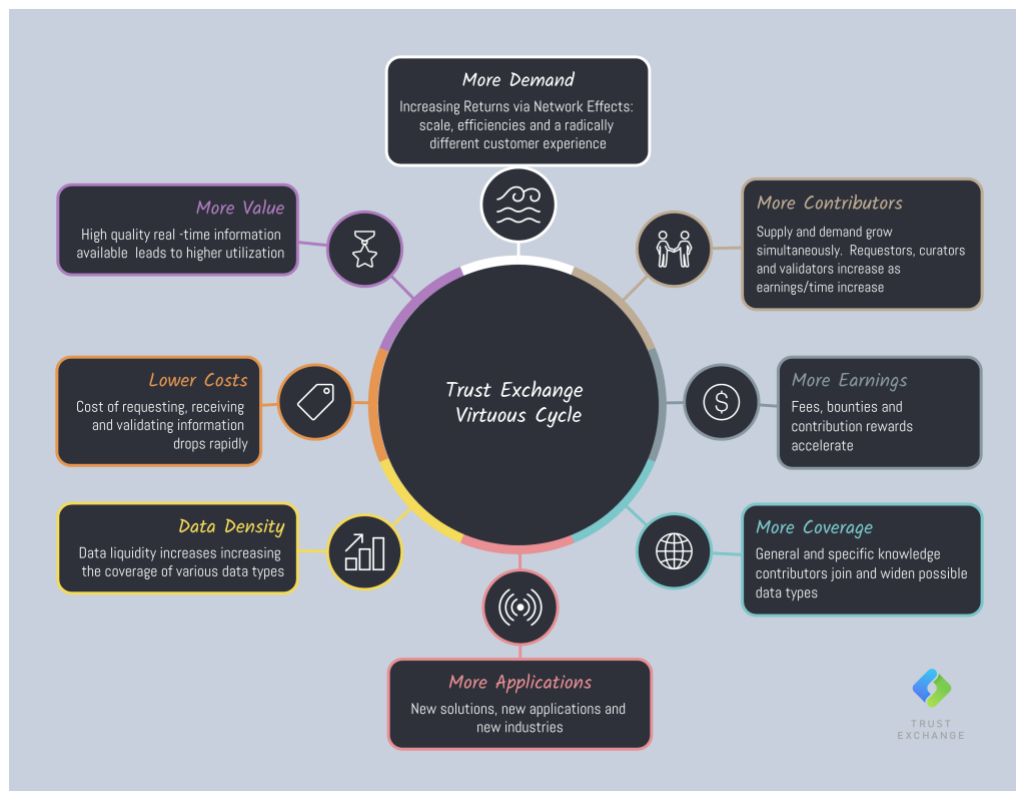 More Demand
Increasing Returns via Network Effects:
scale, efficiencies and a radically
different customer experience
More Contributors
Supply and demand grow
simultaneously.  Requestors, curators
and validators increase as
earnings/time increase
More Earnings
Fees, bounties and
contribution rewards
accelerate
More Coverage
General and specific knowledge
contributors join and widen possible
data types
More Applications
New solutions, new applications and
new industries
Data Density
Data liquidity increases increasing
the coverage of various data types
Lower Costs
Cost of requesting, receiving
and validating information
drops rapidly
More Value
High quality real -time information
available  leads to higher utilization
Trust Exchange
Virtuous Cycle
$
TRUST
EXCHANGE